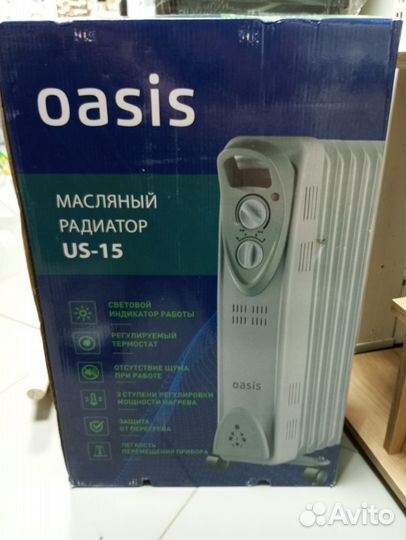 oasis
МАСЛЯНЫЙ
РАДИАТОР
US-15
СВЕТОВОЙ
ИНДИКАТОР РАБОТЫ
РЕГУЛИРУЕМЫЙ
ТЕРМОСТАТ
ОТСУТСТВИЕ ШУМА
ПРИ РАБОТЕ
3 СТУПЕНИ РЕГУЛИРОВКИ
МОЩНОСТИ НАГРЕВА
ЗАЩИТА
ОТ ПЕРЕГРЕВА
ЛЕГКОСТЬ
ПЕРЕМЕЩЕНИЯ ПРИБОРА
oasis
Avito